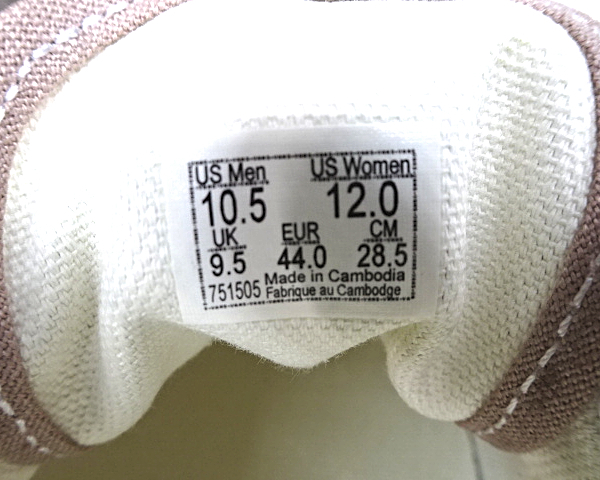 US Men US Women
10.5 12.0
UK EUR CM
9.5 44.0 28.5
Made in Cambodia
751505 Fabrique au Cambodge